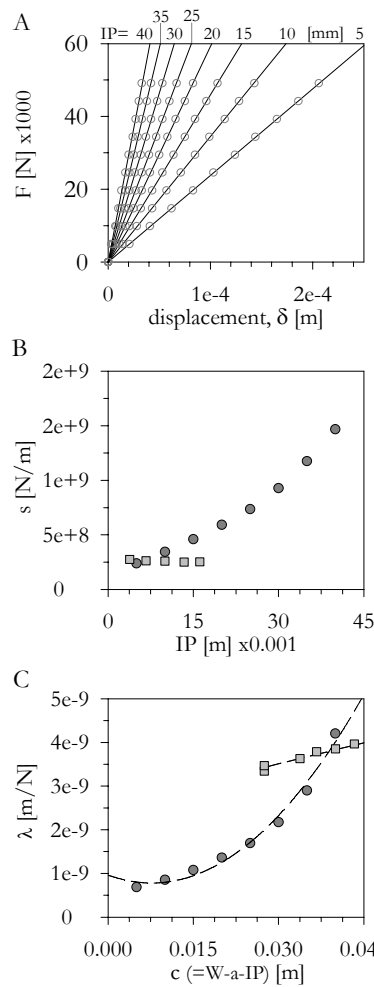 A
35 25
IP= 40 30 20 15 10 [mm] 5
60
40
20
0
F [N] x1000
0 1e-4 2e-4
displacement, δ [m]
B
2e+9
2e+9
1e+9
5e+8
0
s [N/m]
0 15 30 45
IP [m] x0.001
C
5e-9
4e-9
3e-9
2e-9
1e-9
0
λ [m/N]
0.000 0.015 0.030 0.04
c (=W-a-IP) [m]